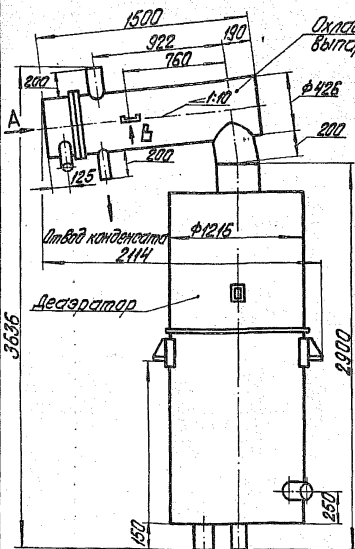 1500
922
190
760
Охла
выпар
200
1:10
ф426
А
В
200
125
200
Отвод конденсата
ф1216
2114
Деаэратор
3636
2900
150
250